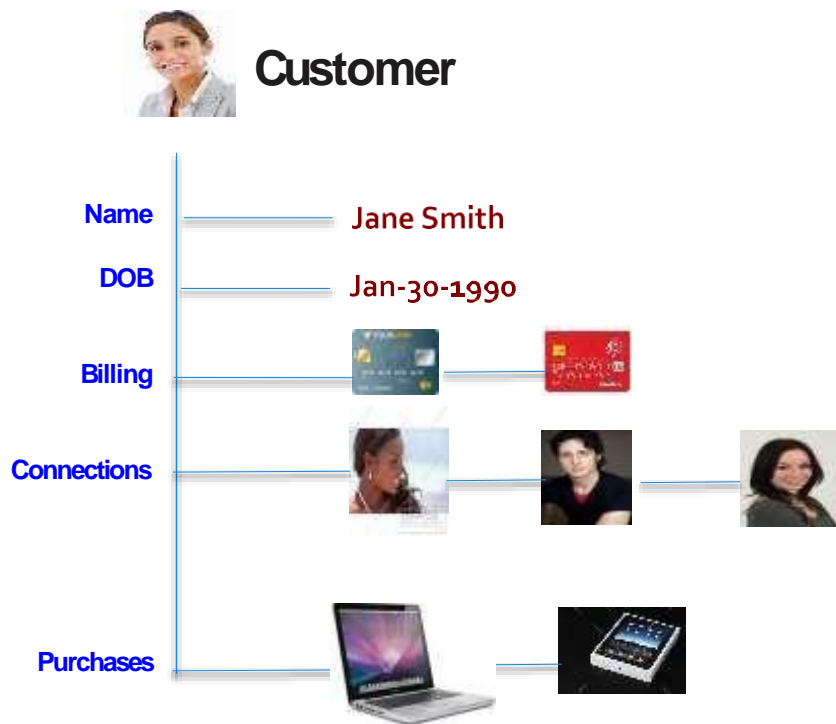 Customer
Name
Jane Smith
DOB
Jan-30-1990
Billing
Connections
Purchases